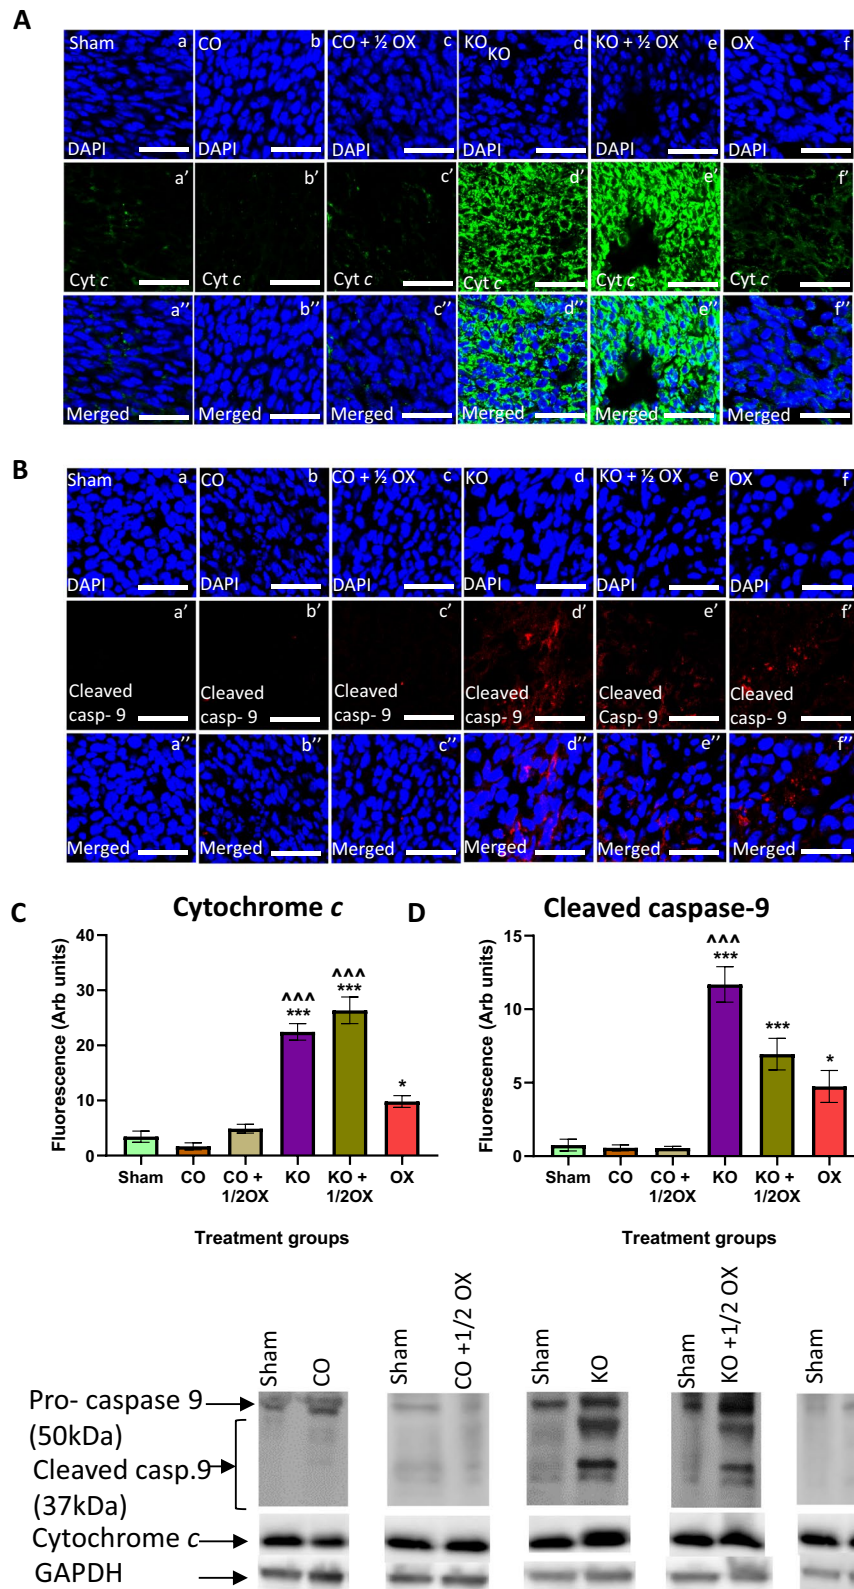 A
Sham a CO b CO + ½ OX c KO d KO + ½ OX e OX f
KO
DAPI DAPI DAPI DAPI DAPI DAPI
a’ b’ c’ d’ e’ f’
Cyt c Cyt c Cyt c Cyt c Cyt c Cyt c
a’’ b’’ c’’ d’’ e’’ f’’
Merged Merged Merged Merged Merged Merged
B
Sham a CO b CO + ½ OX c KO d KO + ½ OX e OX f
DAPI DAPI DAPI DAPI DAPI DAPI
a’ b’ c’ d’ e’ f’
Cleaved Cleaved Cleaved Cleaved Cleaved Cleaved
casp- 9 casp- 9 casp- 9 casp- 9 Casp- 9 casp- 9
a’’ b’’ c’’ d’’ e’’ f’’
Merged Merged Merged Merged Merged Merged
C
Cytochrome c
Fluorescence (Arb units)
40
30
20
10
0
^^^
***
^^^
***
*
Sham CO CO + KO KO + OX
1/2OX 1/2OX
Treatment groups
D
Cleaved caspase-9
Fluorescence (Arb units)
15
10
5
0
^^^
***
***
*
Sham CO CO + KO KO + OX
1/2OX 1/2OX
Treatment groups
Sham CO Sham CO +1/2 OX Sham KO Sham KO +1/2 OX Sham
Pro- caspase 9
(50kDa)
Cleaved casp.9
(37kDa)
Cytochrome c
GAPDH